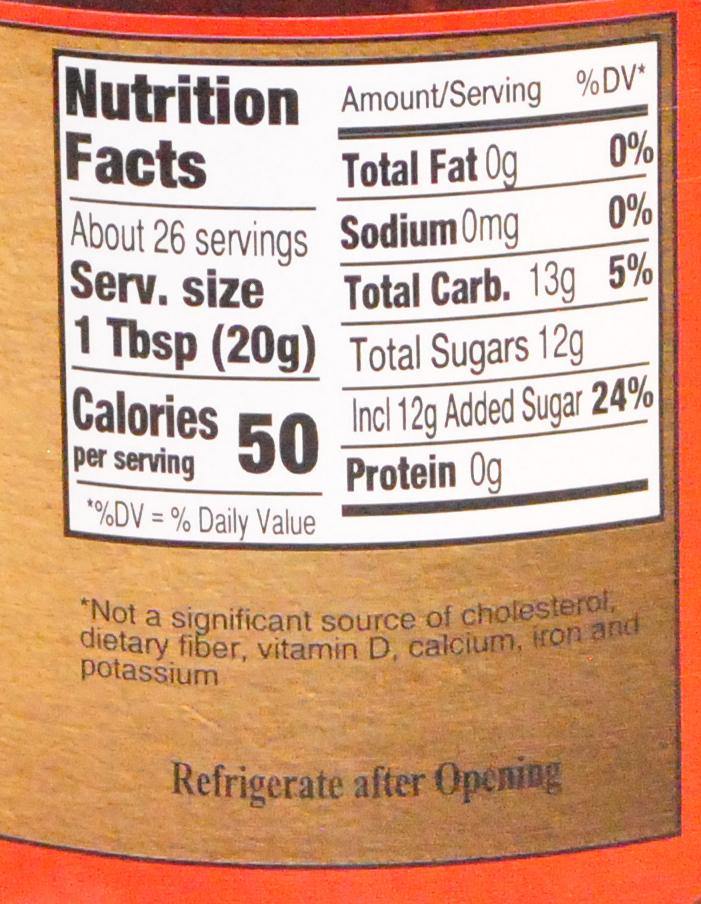 Nutrition
Facts
About 26 servings
Serv. size
1 Tbsp (20g)
Calories 50
per serving
*%DV = % Daily Value
Amount/Serving %DV*
Total Fat 0g 0%
Sodium 0mg 0%
Total Carb. 13g 5%
Total Sugars 12g
Incl 12g Added Sugar 24%
Protein 0g
*Not a significant source of cholesterol,
dietary fiber, vitamin D, calcium, iron and
potassium
Refrigerate after Opening